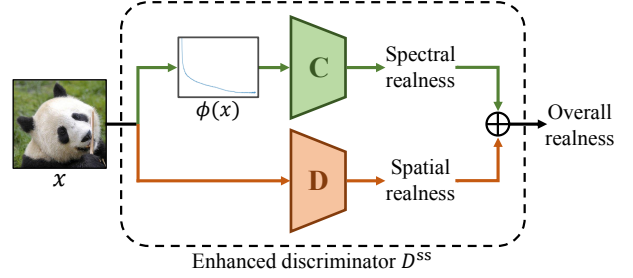 C
Spectral
realness
ϕ(x)
Overall
realness
D
Spatial
realness
x
Enhanced discriminator Dˢˢ